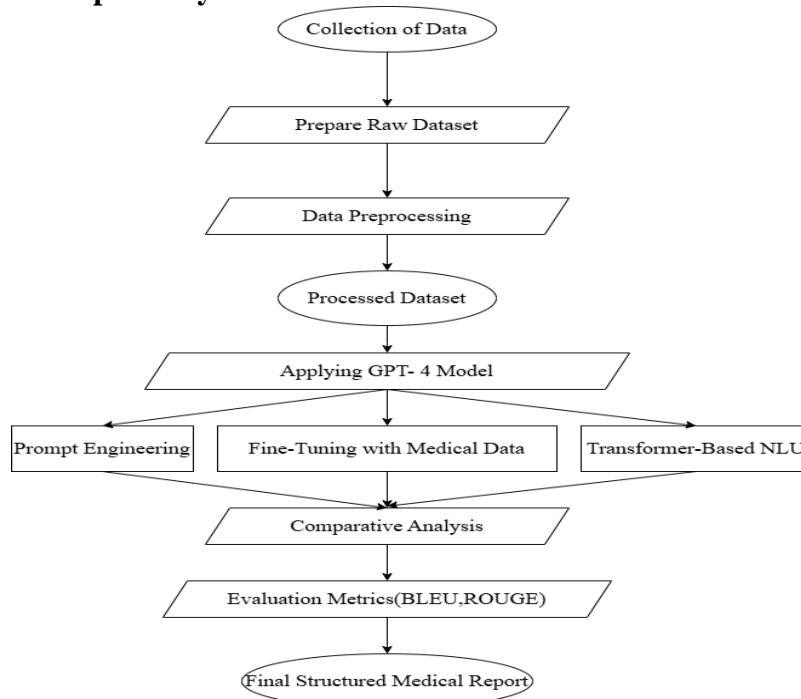 Collection of Data
Prepare Raw Dataset
Data Preprocessing
Processed Dataset
Applying GPT- 4 Model
Prompt Engineering
Fine-Tuning with Medical Data
Transformer-Based NLU
Comparative Analysis
Evaluation Metrics(BLEU,ROUGE)
Final Structured Medical Report